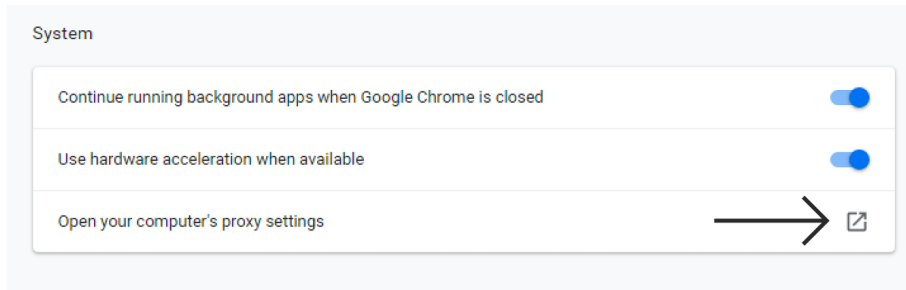 System
Continue running background apps when Google Chrome is closed
Use hardware acceleration when available
Open your computer's proxy settings